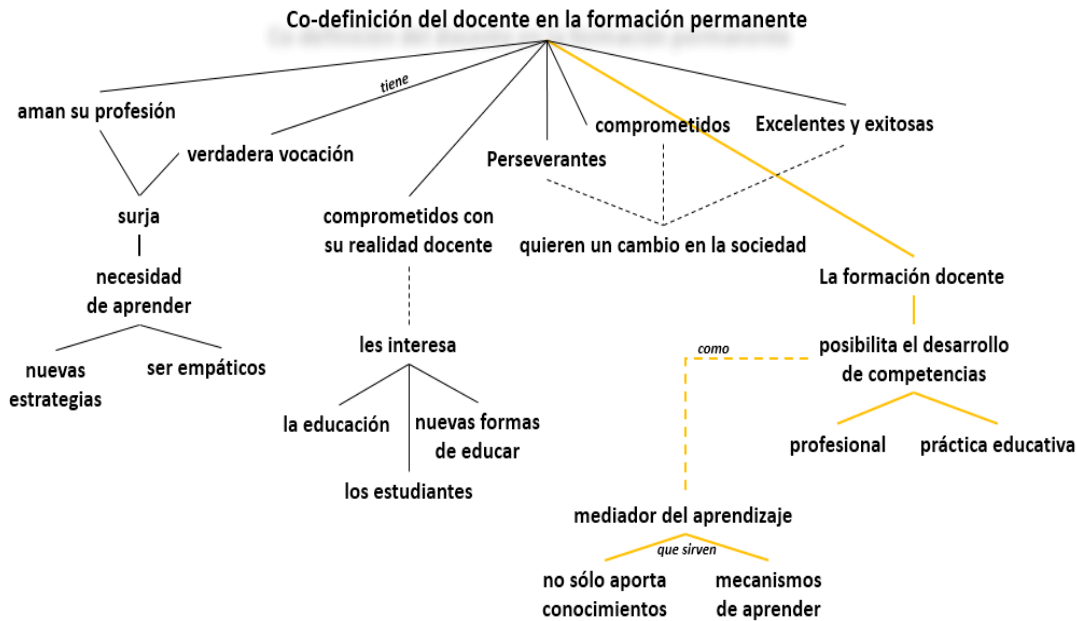 Co-definición del docente en la formación permanente
tiene
aman su profesión
verdadera vocación
Perseverantes
comprometidos
Excelentes y exitosas
surja
comprometidos con
su realidad docente
quieren un cambio en la sociedad
necesidad
de aprender
La formación docente
nuevas
estrategias
ser empáticos
les interesa
como
posibilita el desarrollo
de competencias
la educación
nuevas formas
de educar
los estudiantes
profesional
práctica educativa
mediador del aprendizaje
que sirven
no sólo aporta
conocimientos
mecanismos
de aprender